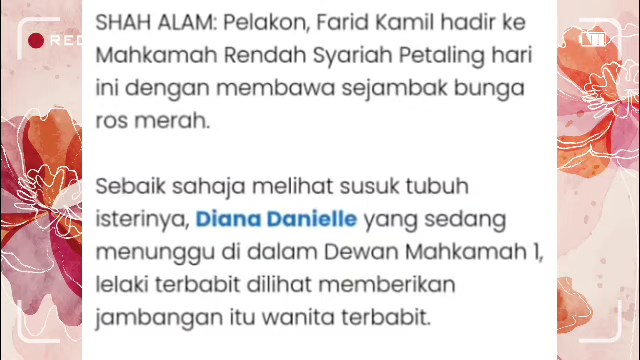 SHAH ALAM: Pelakon, Farid Kamil hadir ke
Mahkamah Rendah Syariah Petaling hari
ini dengan membawa sejambak bunga
ros merah.
Sebaik sahaja melihat susuk tubuh
isterinya, Diana Danielle yang sedang
menunggu di dalam Dewan Mahkamah 1,
lelaki terbabit dilihat memberikan
jambangan itu wanita terbabit.